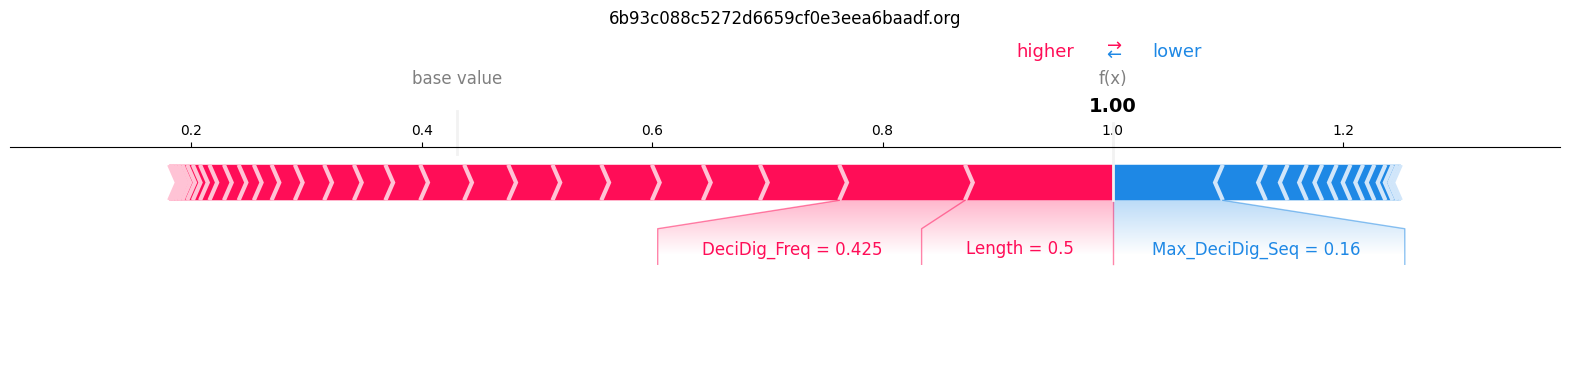 6b93c088c5272d6659cf0e3eea6baadf.org
higher ⇄ lower
base value f(x)
1.00
0.2 0.4 0.6 0.8 1.0 1.2
DeciDig_Freq = 0.425 Length = 0.5 Max_DeciDig_Seq = 0.16